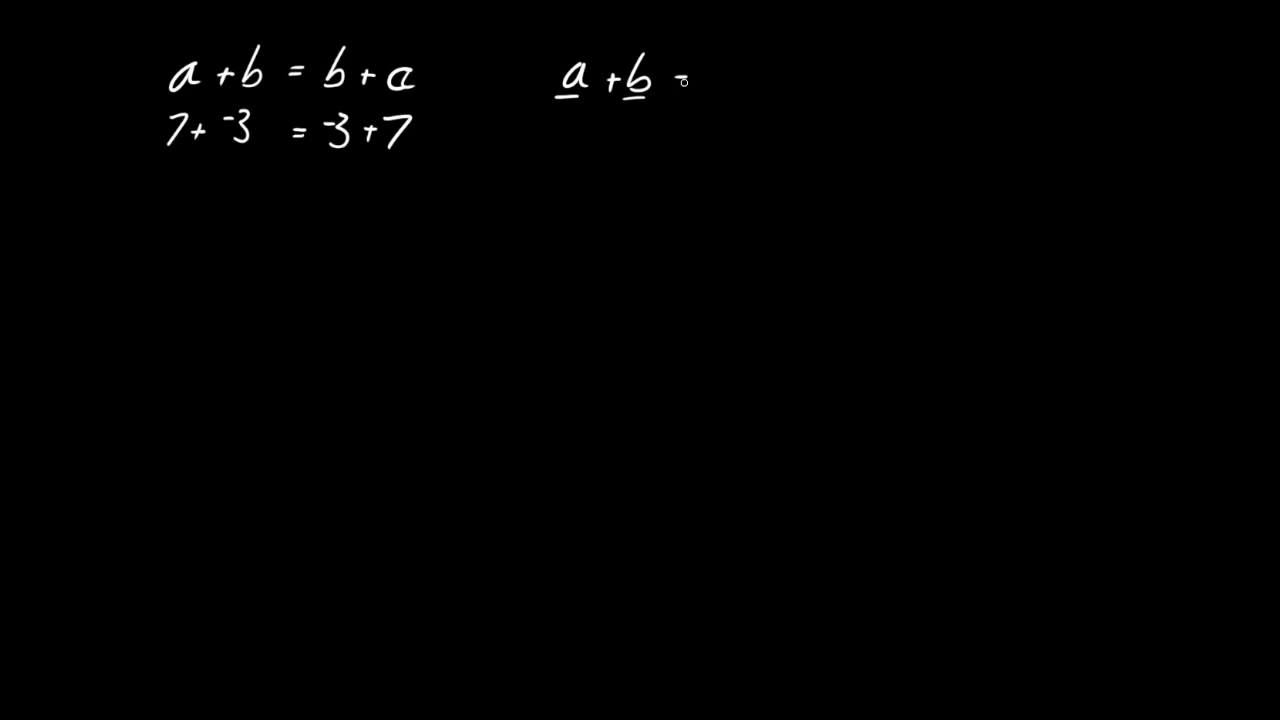 a + b = b + a
7 + -3 = -3 + 7
a + b =